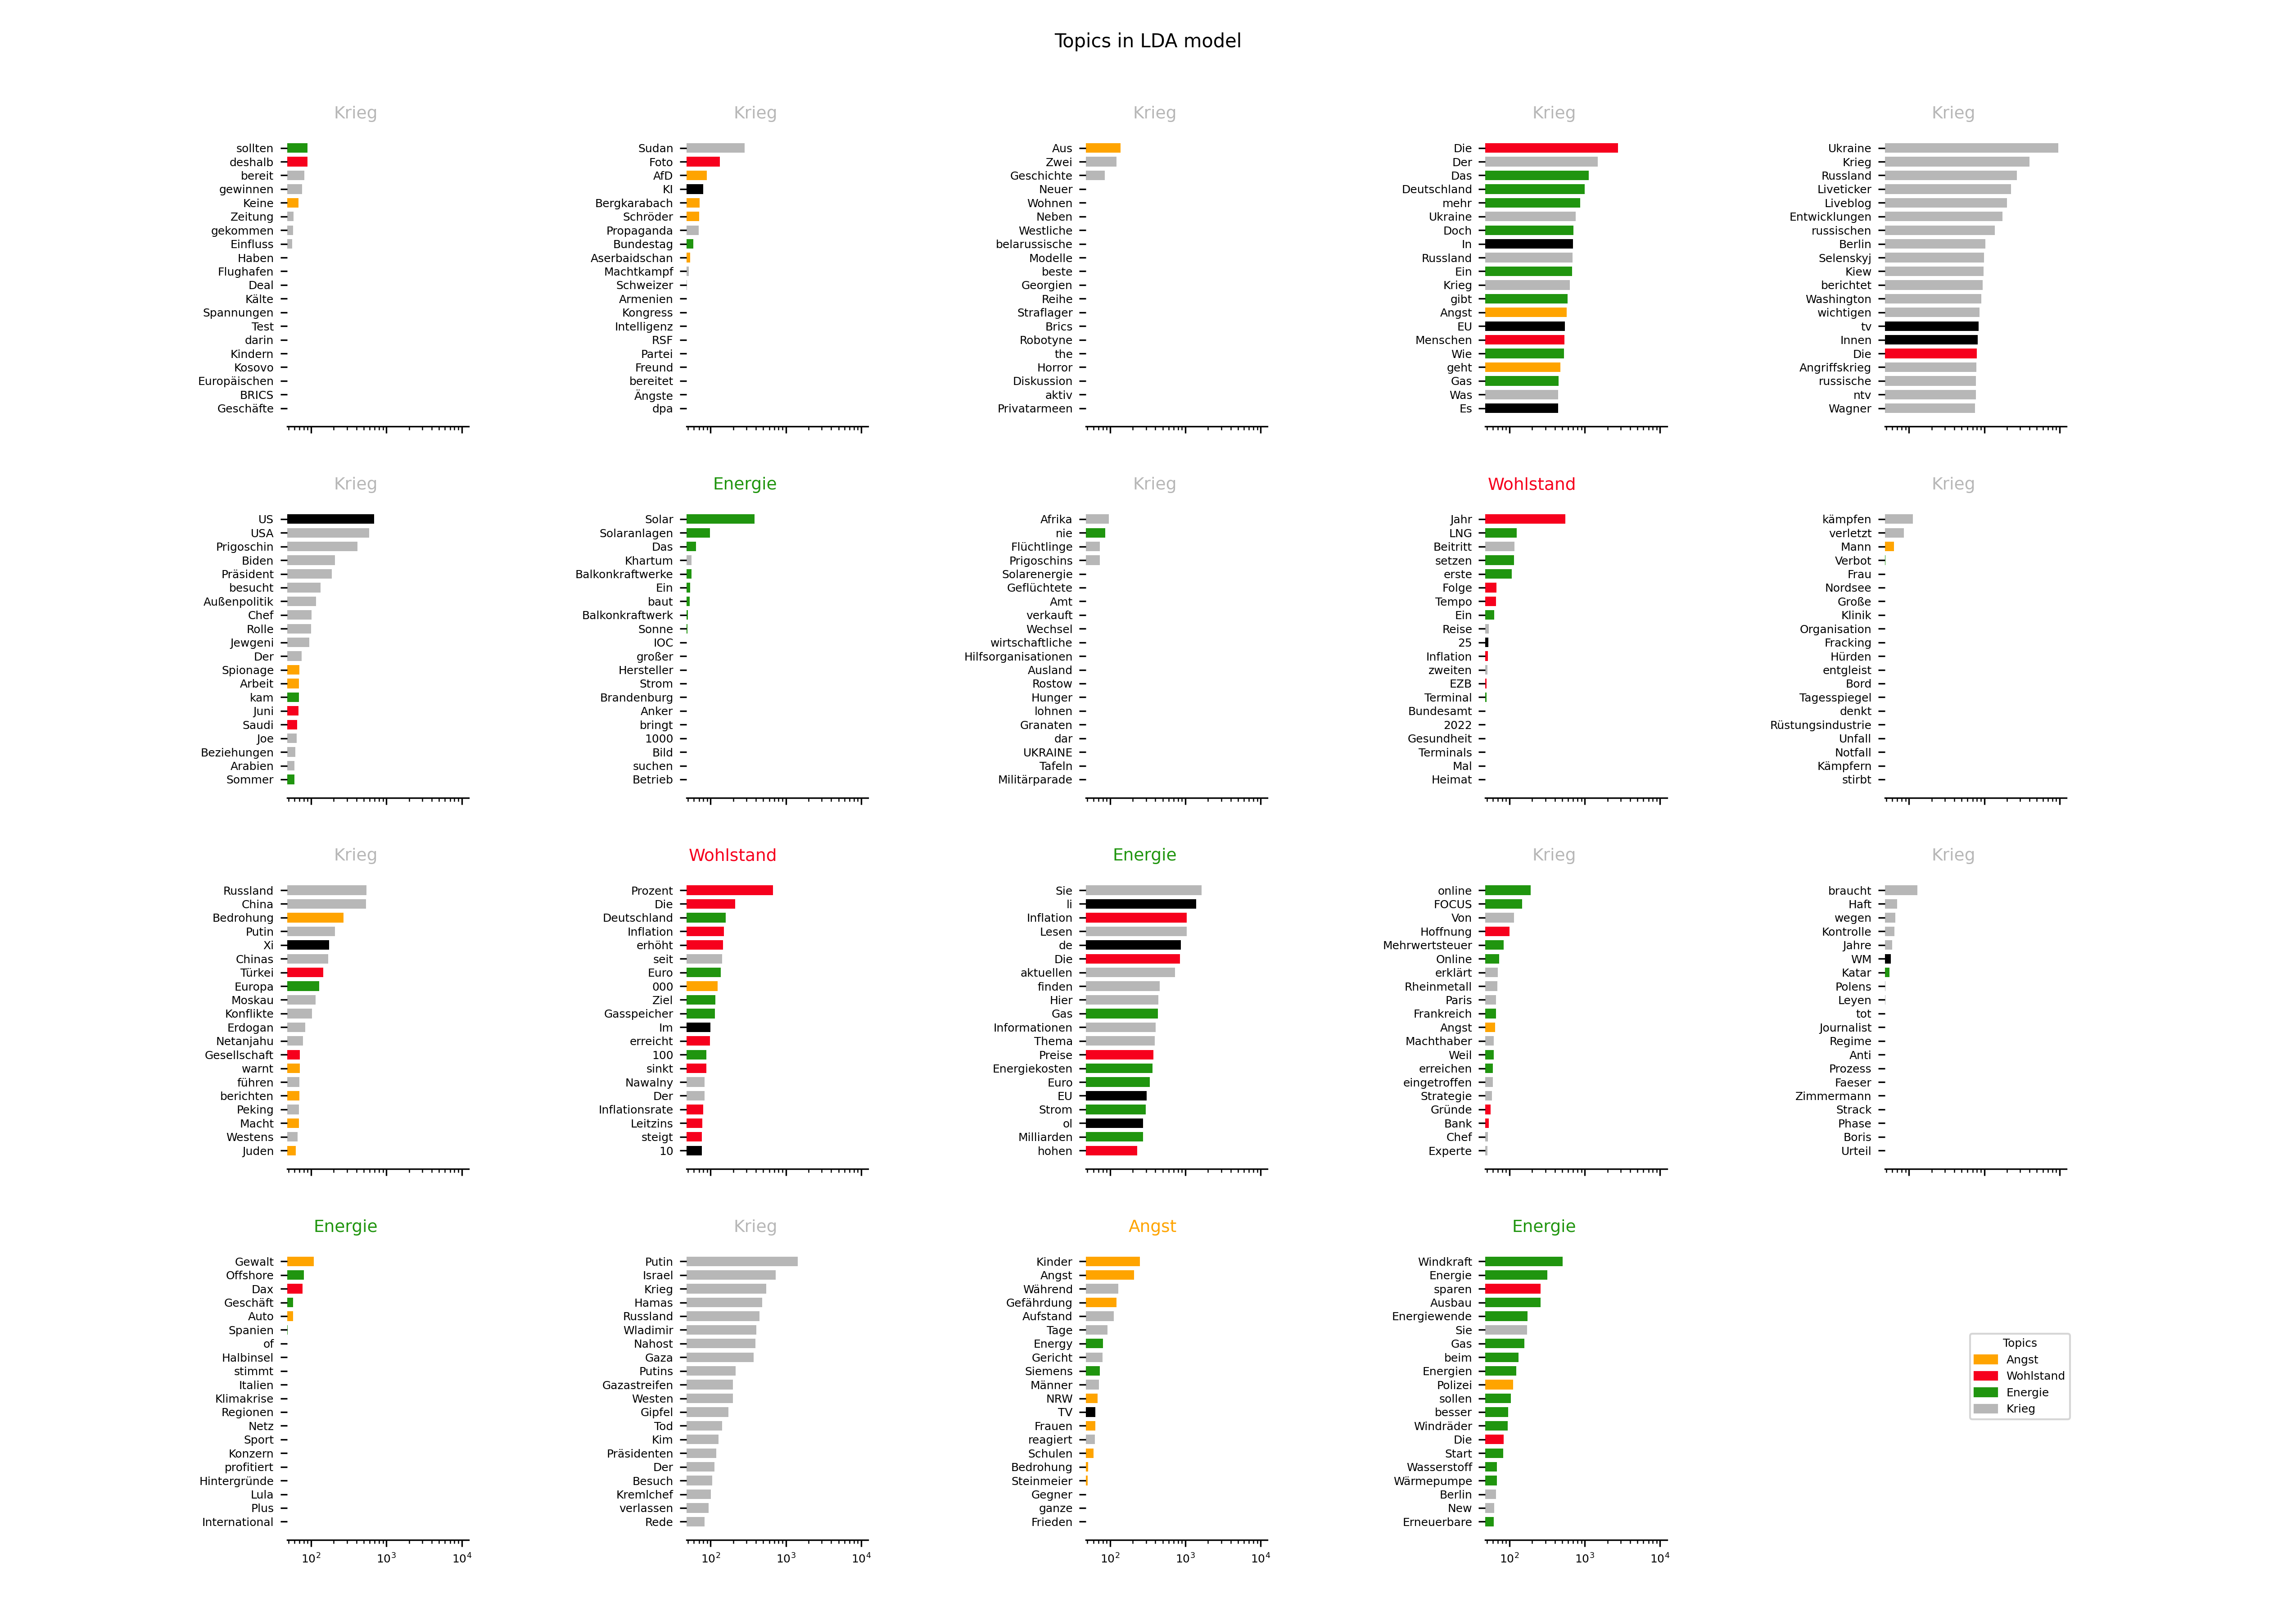 Topics in LDA model
Krieg
sollten
deshalb
bereit
gewinnen
Keine
Zeitung
gekommen
Einfluss
Haben
Flughafen
Deal
Kälte
Spannungen
Test
darin
Kindern
Kosovo
Europäischen
BRICS
Geschäfte
Krieg
Sudan
Foto
AfD
KI
Bergkarabach
Schröder
Propaganda
Bundestag
Aserbaidschan
Machtkampf
Schweizer
Armenien
Kongress
Intelligenz
RSF
Partei
Freund
bereitet
Ängste
dpa
Krieg
Aus
Zwei
Geschichte
Neuer
Wohnen
Neben
Westliche
belarussische
Modelle
beste
Georgien
Reihe
Straflager
Brics
Robotyne
the
Horror
Diskussion
aktiv
Privatarmeen
Krieg
Die
Der
Das
Deutschland
mehr
Ukraine
Doch
In
Russland
Ein
Krieg
gibt
Angst
EU
Menschen
Wie
geht
Gas
Was
Es
Krieg
Ukraine
Krieg
Russland
Liveticker
Liveblog
Entwicklungen
russischen
Berlin
Selenskyj
Kiew
berichtet
Washington
wichtigen
tv
Innen
Die
Angriffskrieg
russische
ntv
Wagner
Krieg
US
USA
Prigoschin
Biden
Präsident
besucht
Außenpolitik
Chef
Rolle
Jewgeni
Der
Spionage
Arbeit
kam
Juni
Saudi
Joe
Beziehungen
Arabien
Sommer
Energie
Solar
Solaranlagen
Das
Khartum
Balkonkraftwerke
Ein
baut
Balkonkraftwerk
Sonne
IOC
großer
Hersteller
Strom
Brandenburg
Anker
bringt
1000
Bild
suchen
Betrieb
Krieg
Afrika
nie
Flüchtlinge
Prigoschins
Solarenergie
Geflüchtete
Amt
verkauft
Wechsel
wirtschaftliche
Hilfsorganisationen
Ausland
Rostow
Hunger
lohnen
Granaten
dar
UKRAINE
Tafeln
Militärparade
Wohlstand
Jahr
LNG
Beitritt
setzen
erste
Folge
Tempo
Ein
Reise
25
Inflation
zweiten
EZB
Terminal
Bundesamt
2022
Gesundheit
Terminals
Mal
Heimat
Krieg
kämpfen
verletzt
Mann
Verbot
Frau
Nordsee
Große
Klinik
Organisation
Fracking
Hürden
entgleist
Bord
Tagesspiegel
denkt
Rüstungsindustrie
Unfall
Notfall
Kämpfern
stirbt
Krieg
Russland
China
Bedrohung
Putin
Xi
Chinas
Türkei
Europa
Moskau
Konflikte
Erdogan
Netanjahu
Gesellschaft
warnt
führen
berichten
Peking
Macht
Westens
Juden
Wohlstand
Prozent
Die
Deutschland
Inflation
erhöht
seit
Euro
000
Ziel
Gasspeicher
Im
erreicht
100
sinkt
Nawalny
Der
Inflationsrate
Leitzins
steigt
10
Energie
Sie
li
Inflation
Lesen
de
Die
aktuellen
finden
Hier
Gas
Informationen
Thema
Preise
Energiekosten
Euro
EU
Strom
ol
Milliarden
hohen
Krieg
online
FOCUS
Von
Hoffnung
Mehrwertsteuer
Online
erklärt
Rheinmetall
Paris
Frankreich
Angst
Machthaber
Weil
erreichen
eingetroffen
Strategie
Gründe
Bank
Chef
Experte
Krieg
braucht
Haft
wegen
Kontrolle
Jahre
WM
Katar
Polens
Leyen
tot
Journalist
Regime
Anti
Prozess
Faeser
Zimmermann
Strack
Phase
Boris
Urteil
Energie
Gewalt
Offshore
Dax
Geschäft
Auto
Spanien
of
Halbinsel
stimmt
Italien
Klimakrise
Regionen
Netz
Sport
Konzern
profitiert
Hintergründe
Lula
Plus
International
10² 10³ 10⁴
Krieg
Putin
Israel
Krieg
Hamas
Russland
Wladimir
Nahost
Gaza
Putins
Gazastreifen
Westen
Gipfel
Tod
Kim
Präsidenten
Der
Besuch
Kremlchef
verlassen
Rede
10² 10³ 10⁴
Angst
Kinder
Angst
Während
Gefährdung
Aufstand
Tage
Energy
Gericht
Siemens
Männer
NRW
TV
Frauen
reagiert
Schulen
Bedrohung
Steinmeier
Gegner
ganze
Frieden
10² 10³ 10⁴
Energie
Windkraft
Energie
sparen
Ausbau
Energiewende
Sie
Gas
beim
Energien
Polizei
sollen
besser
Windräder
Die
Start
Wasserstoff
Wärmepumpe
Berlin
New
Erneuerbare
10² 10³ 10⁴
Topics
Angst
Wohlstand
Energie
Krieg